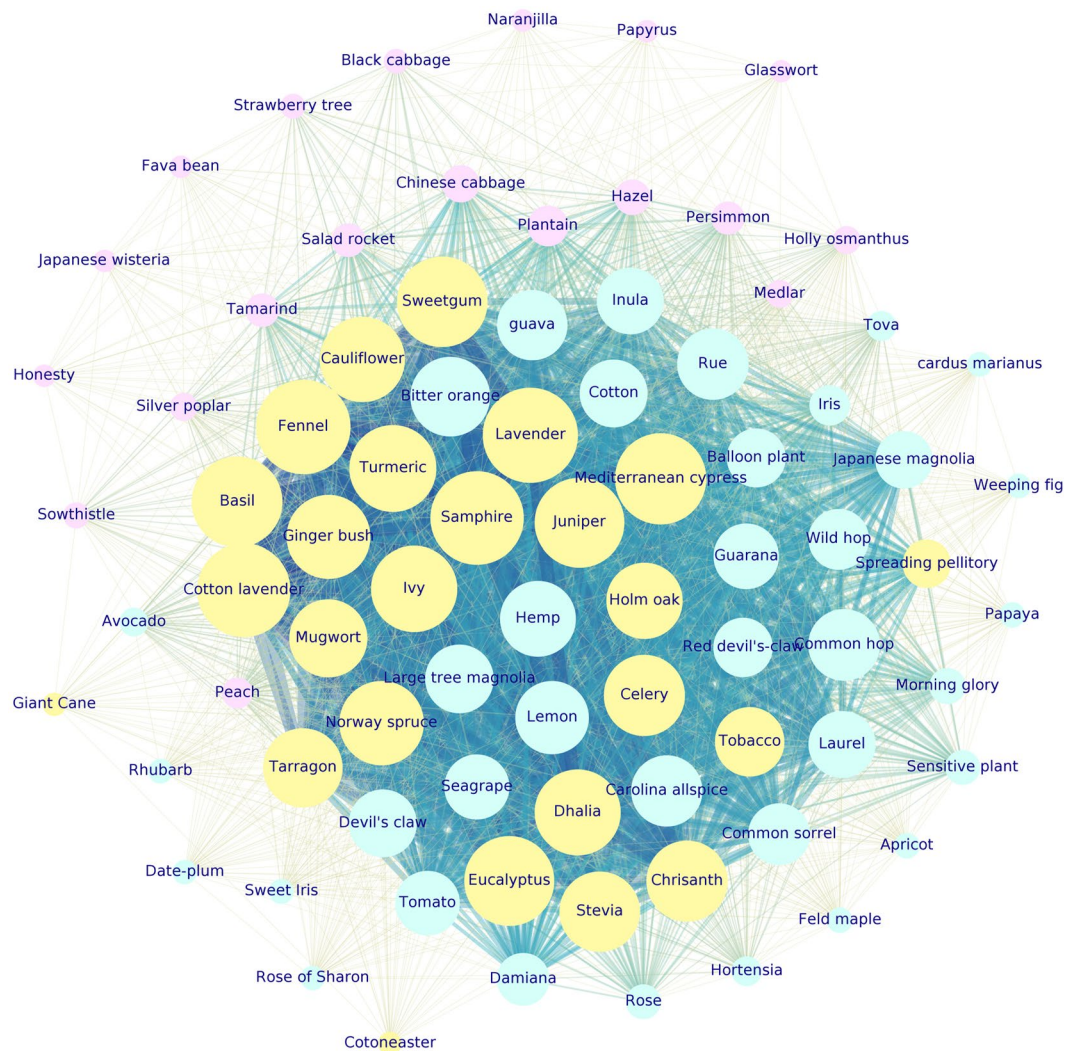 Naranjilla
Papyrus
Black cabbage
Glasswort
Strawberry tree
Fava bean
Chinese cabbage
Hazel
Persimmon
Plantain
Salad rocket
Holly osmanthus
Japanese wisteria
Medlar
Sweetgum
Inula
Tamarind
guava
Tova
Cauliflower
Rue
cardus marianus
Honesty
Bitter orange
Cotton
Silver poplar
Iris
Fennel
Lavender
Turmeric
Balloon plant
Japanese magnolia
Mediterranean cypress
Weeping fig
Basil
Sowthistle
Samphire
Juniper
Ginger bush
Wild hop
Guarana
Spreading pellitory
Cotton lavender
Ivy
Holm oak
Papaya
Avocado
Hemp
Mugwort
Red devil's-claw
Common hop
Large tree magnolia
Morning glory
Peach
Celery
Giant Cane
Lemon
Norway spruce
Tobacco
Laurel
Tarragon
Sensitive plant
Rhubarb
Seagrape
Carolina allspice
Dhalia
Devil's claw
Common sorrel
Apricot
Date-plum
Eucalyptus
Chrisanth
Sweet Iris
Tomato
Stevia
Feld maple
Hortensia
Rose of Sharon
Damiana
Rose
Cotoneaster